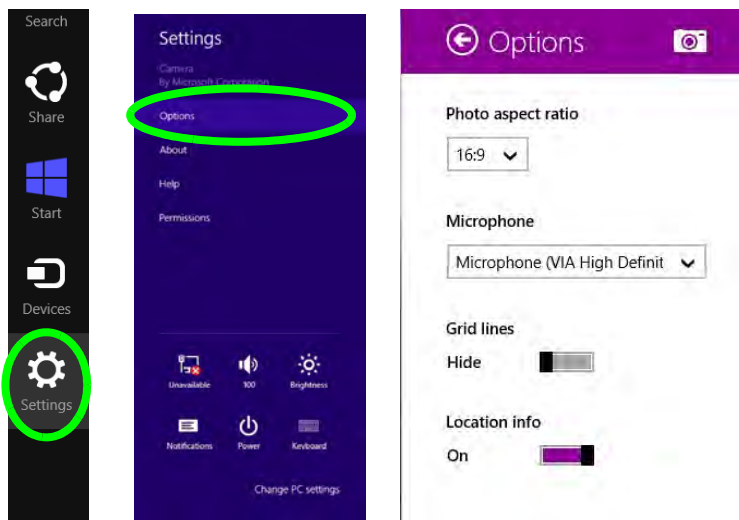 Search
Share
Start
Devices
Settings
Settings
Camera
By Microsoft Corporation
Options
About
Help
Permissions
Unavailable
100
Brightness
Notifications
Power
Keyboard
Change PC settings
Options
Photo aspect ratio
16:9
Microphone
Microphone (VIA High Definit
Grid lines
Hide
Location info
On